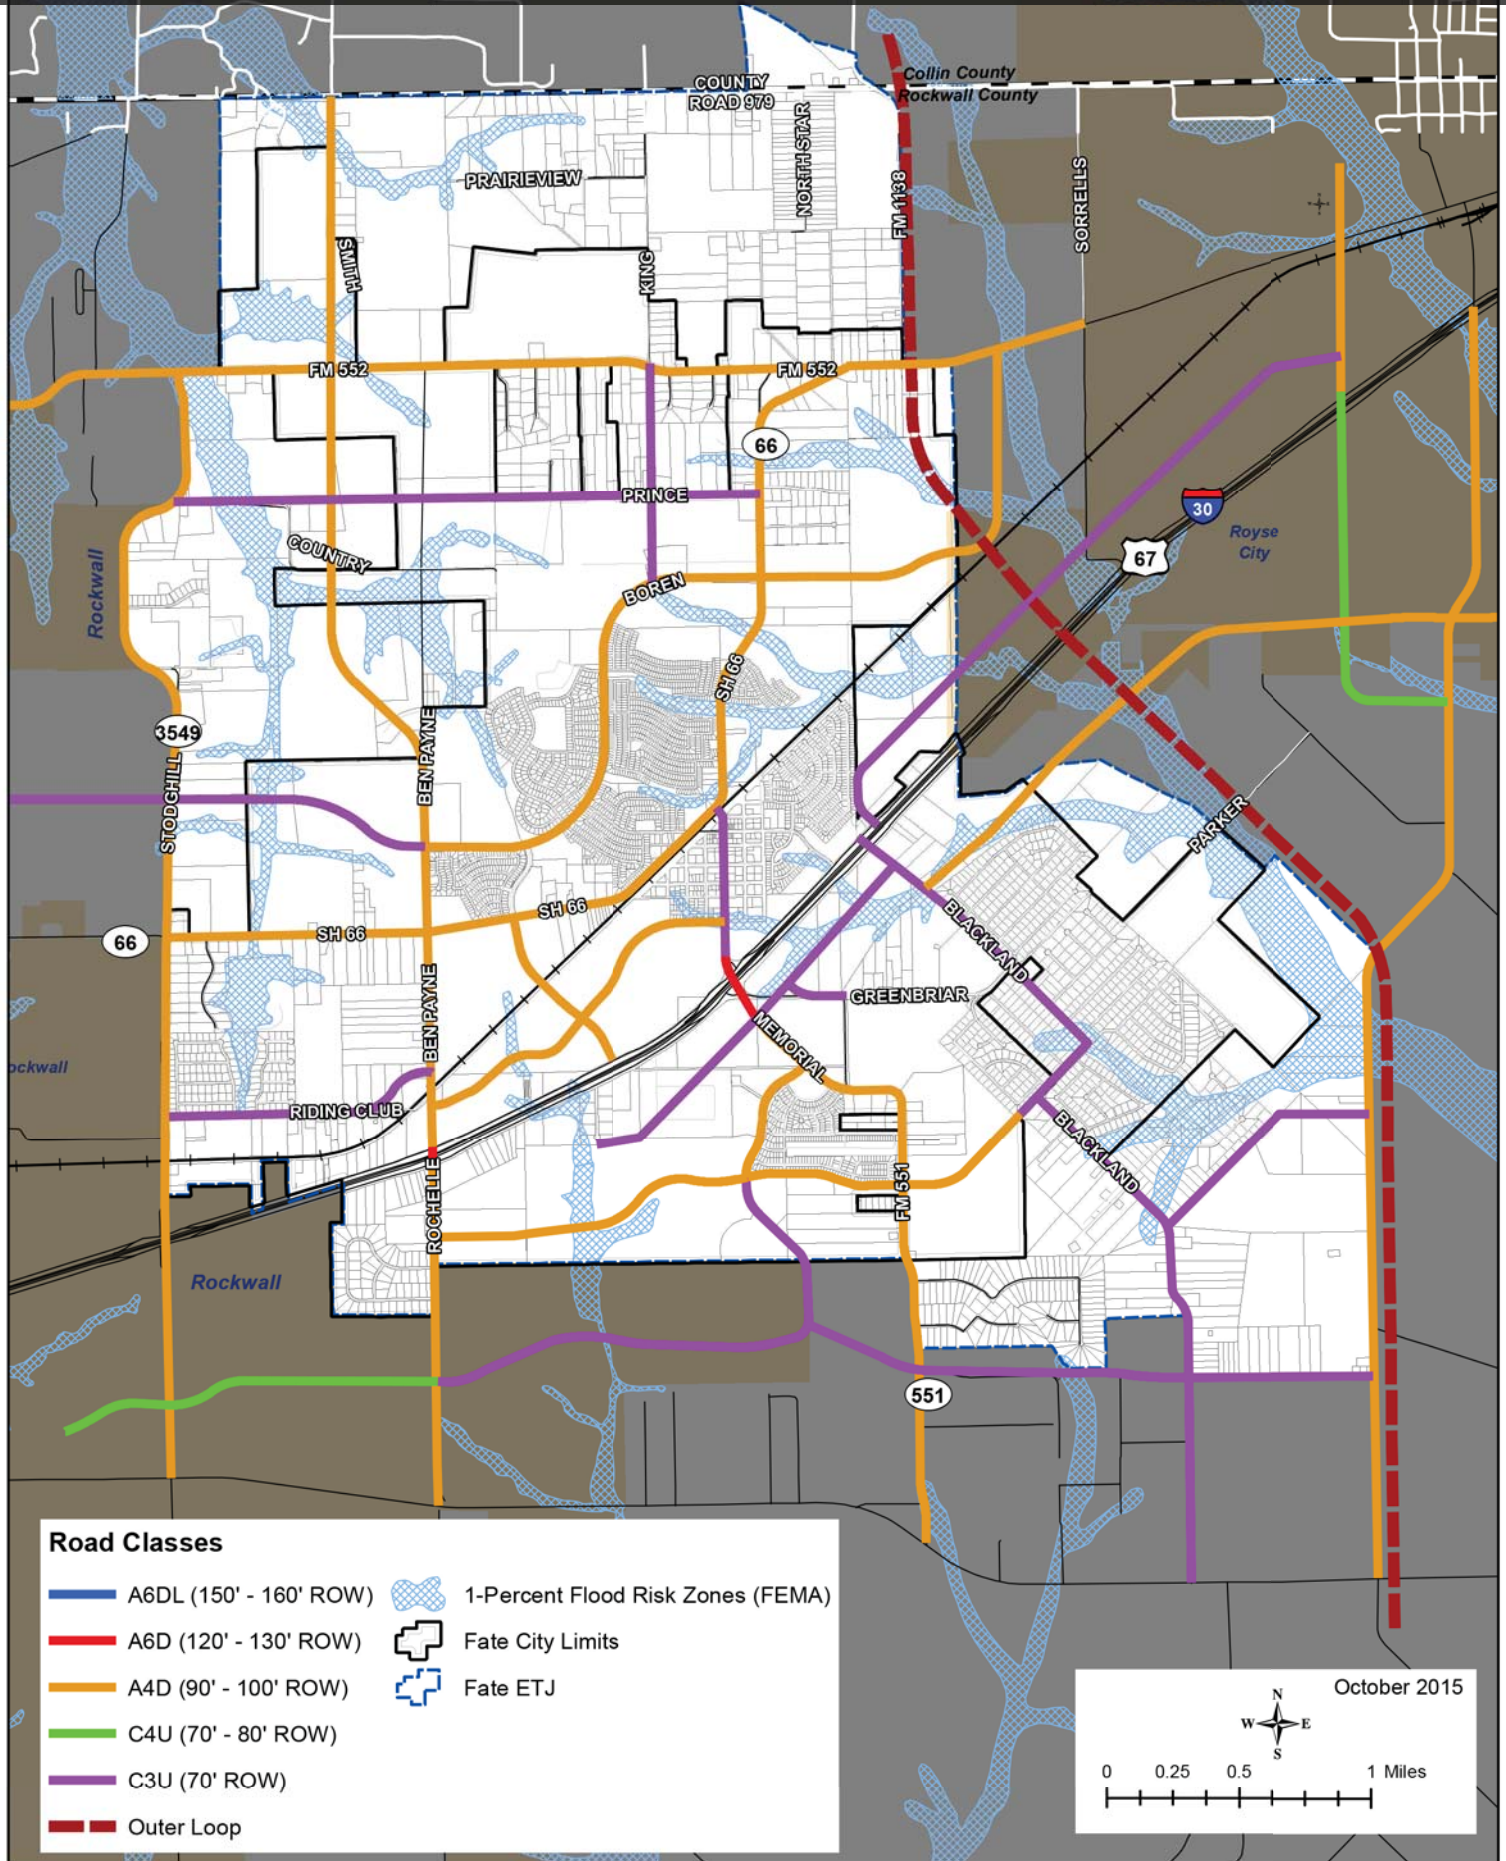 COUNTY
ROAD 979
Collin County
Rockwall County
NORTH STAR
PRAIRIEVIEW
FM 1138
SORRELLS
SMITH
KING
FM 552
FM 552
66
PRINCE
30
Royse
City
67
COUNTRY
BOREN
Rockwall
SH 66
3549
BEN PAYNE
STODGHILL
PARKER
SH 66
SH 66
66
BLACKLAND
BEN PAYNE
GREENBRIAR
MEMORIAL
ockwall
RIDING CLUB
BLACKLAND
ROCHELLE
FM 551
Rockwall
551
Road Classes
A6DL (150' - 160' ROW)
A6D (120' - 130' ROW)
A4D (90' - 100' ROW)
C4U (70' - 80' ROW)
C3U (70' ROW)
Outer Loop
1-Percent Flood Risk Zones (FEMA)
Fate City Limits
Fate ETJ
October 2015
N
W E
S
0 0.25 0.5 1 Miles